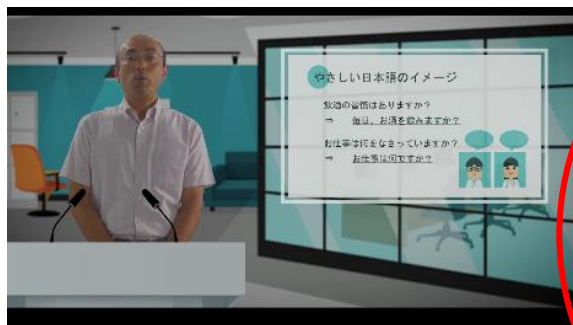 やさしい日本語のイメージ
飲酒の習慣はありますか？
⇒ 毎日、お酒を飲みますか？
お仕事は何をなさっていますか？
⇒ お仕事は何ですか？